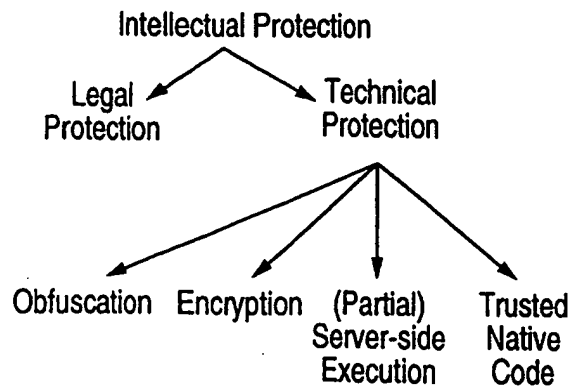 Intellectual Protection
Legal
Protection
Technical
Protection
Obfuscation
Encryption
(Partial)
Server-side
Execution
Trusted
Native
Code